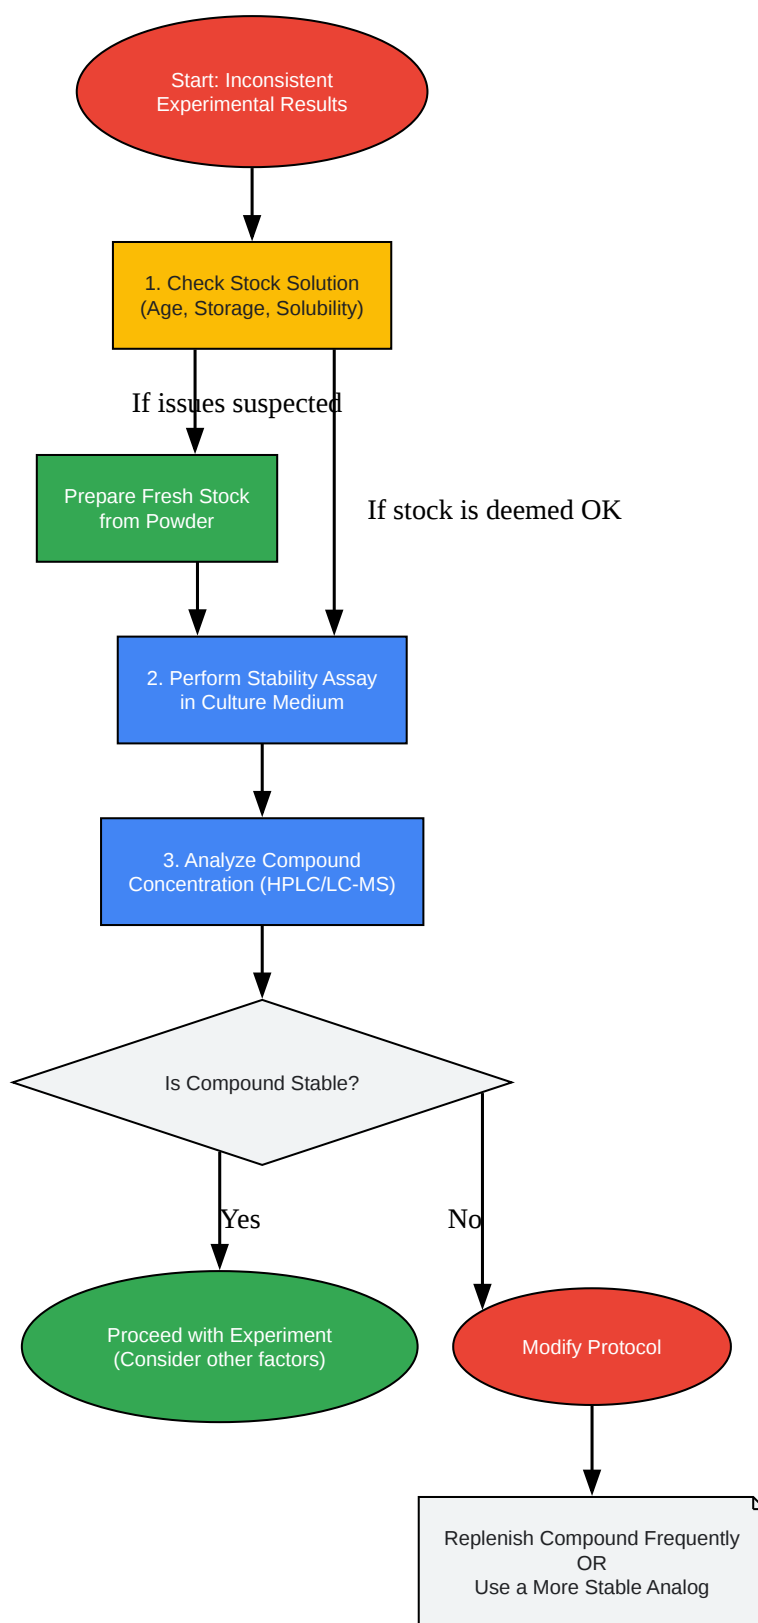 Start: Inconsistent
Experimental Results
1. Check Stock Solution
(Age, Storage, Solubility)
If issues suspected
Prepare Fresh Stock
from Powder
If stock is deemed OK
2. Perform Stability Assay
in Culture Medium
3. Analyze Compound
Concentration (HPLC/LC-MS)
Is Compound Stable?
Yes
No
Proceed with Experiment
(Consider other factors)
Modify Protocol
Replenish Compound Frequently
OR
Use a More Stable Analog